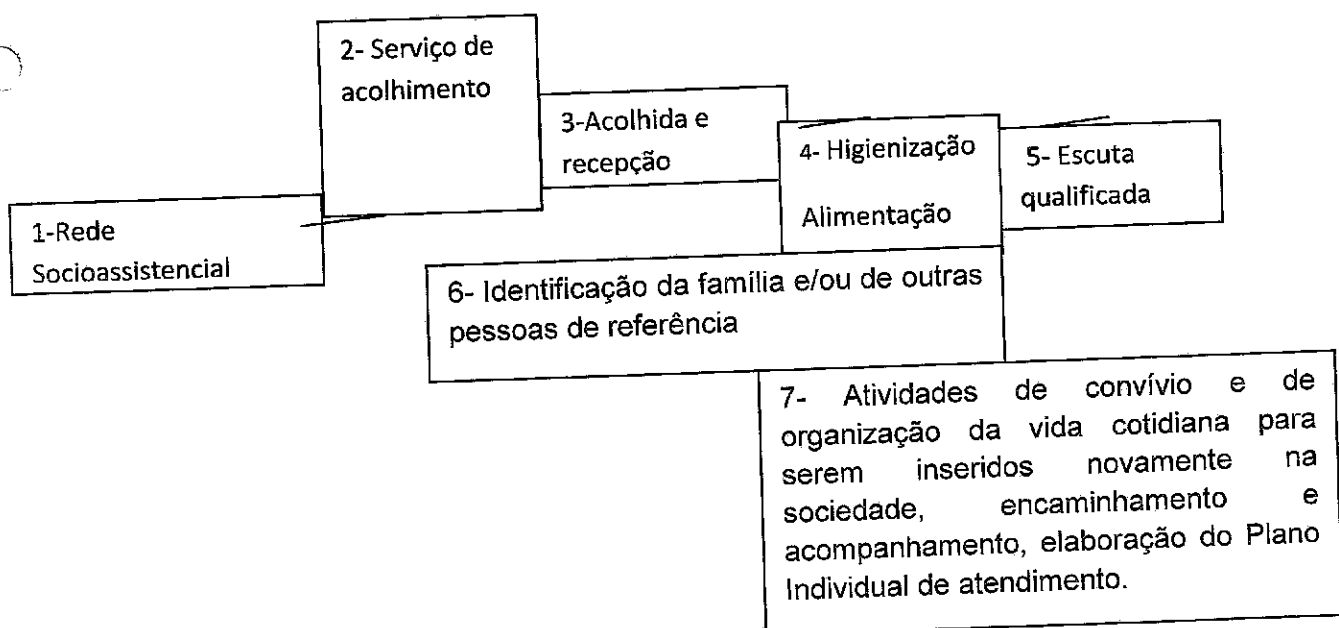 1-Rede
Socioassistencial
2- Serviço de
acolhimento
3-Acolhida e
recepção
4- Higienização
Alimentação
5- Escuta
qualificada
6- Identificação da família e/ou de outras
pessoas de referência
7- Atividades de convívio e de
organização da vida cotidiana para
serem inseridos novamente na
sociedade, encaminhamento e
acompanhamento, elaboração do Plano
Individual de atendimento.